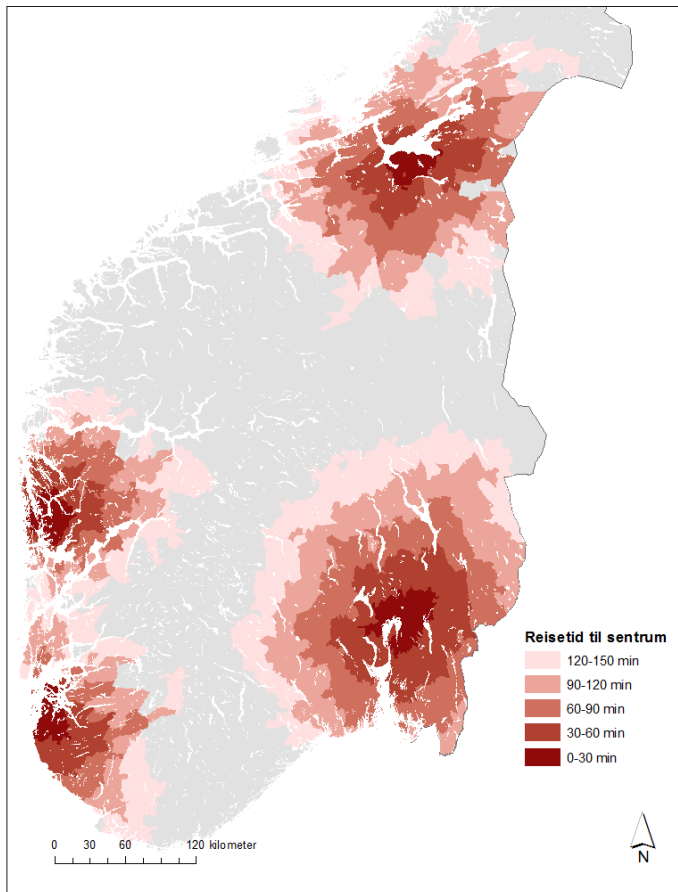 Reisetid til sentrum
120-150 min
90-120 min
60-90 min
30-60 min
0-30 min
0 30 60 120 kilometer
N